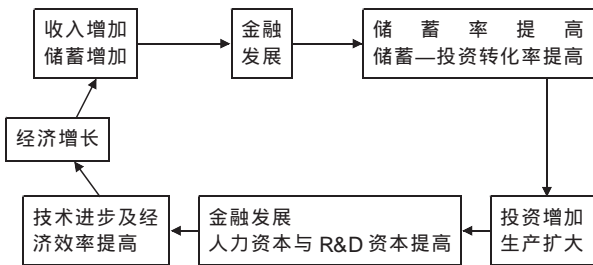 收入增加
储蓄增加
金融
发展
储蓄率提高
储蓄—投资转化率提高
经济增长
技术进步及经
济效率提高
金融发展
人力资本与 R&D 资本提高
投资增加
生产扩大